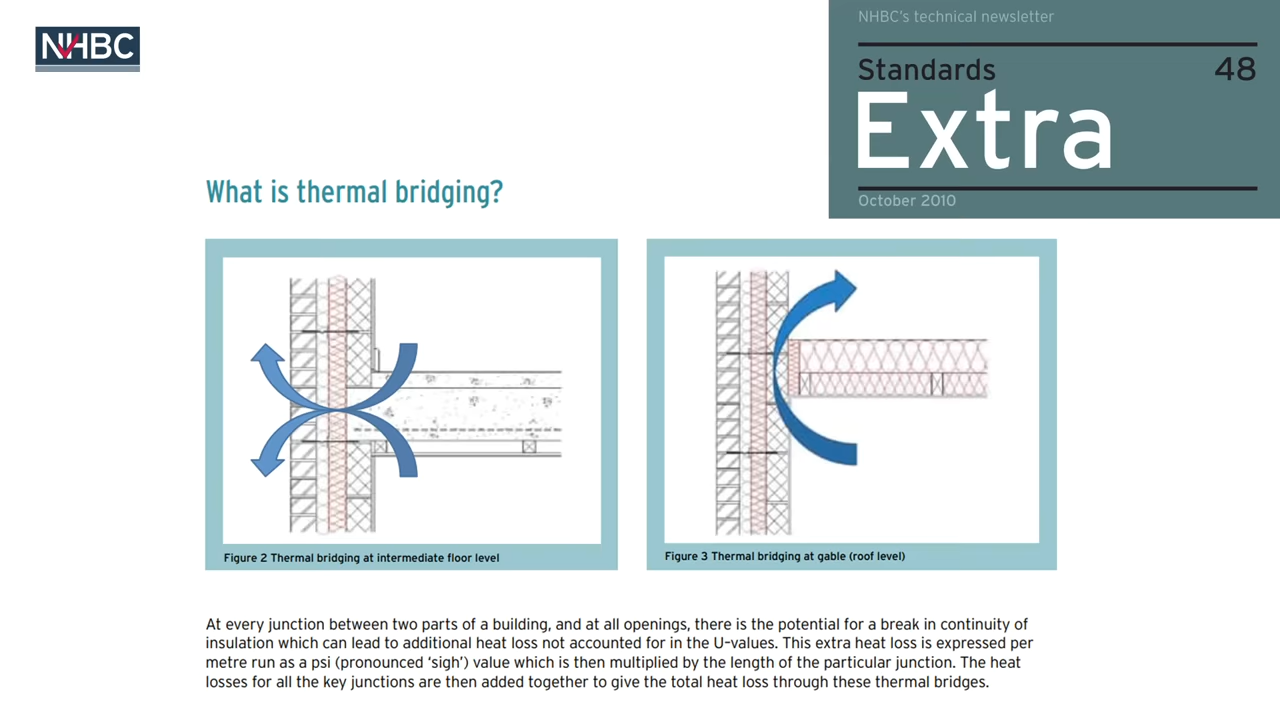 NHBC
NHBC's technical newsletter
Standards 48
Extra
October 2010
What is thermal bridging?
Figure 2 Thermal bridging at intermediate floor level
Figure 3 Thermal bridging at gable (roof level)
At every junction between two parts of a building, and at all openings, there is the potential for a break in continuity of
insulation which can lead to additional heat loss not accounted for in the U-values. This extra heat loss is expressed per
metre run as a psi (pronounced 'sigh') value which is then multiplied by the length of the particular junction. The heat
losses for all the key junctions are then added together to give the total heat loss through these thermal bridges.